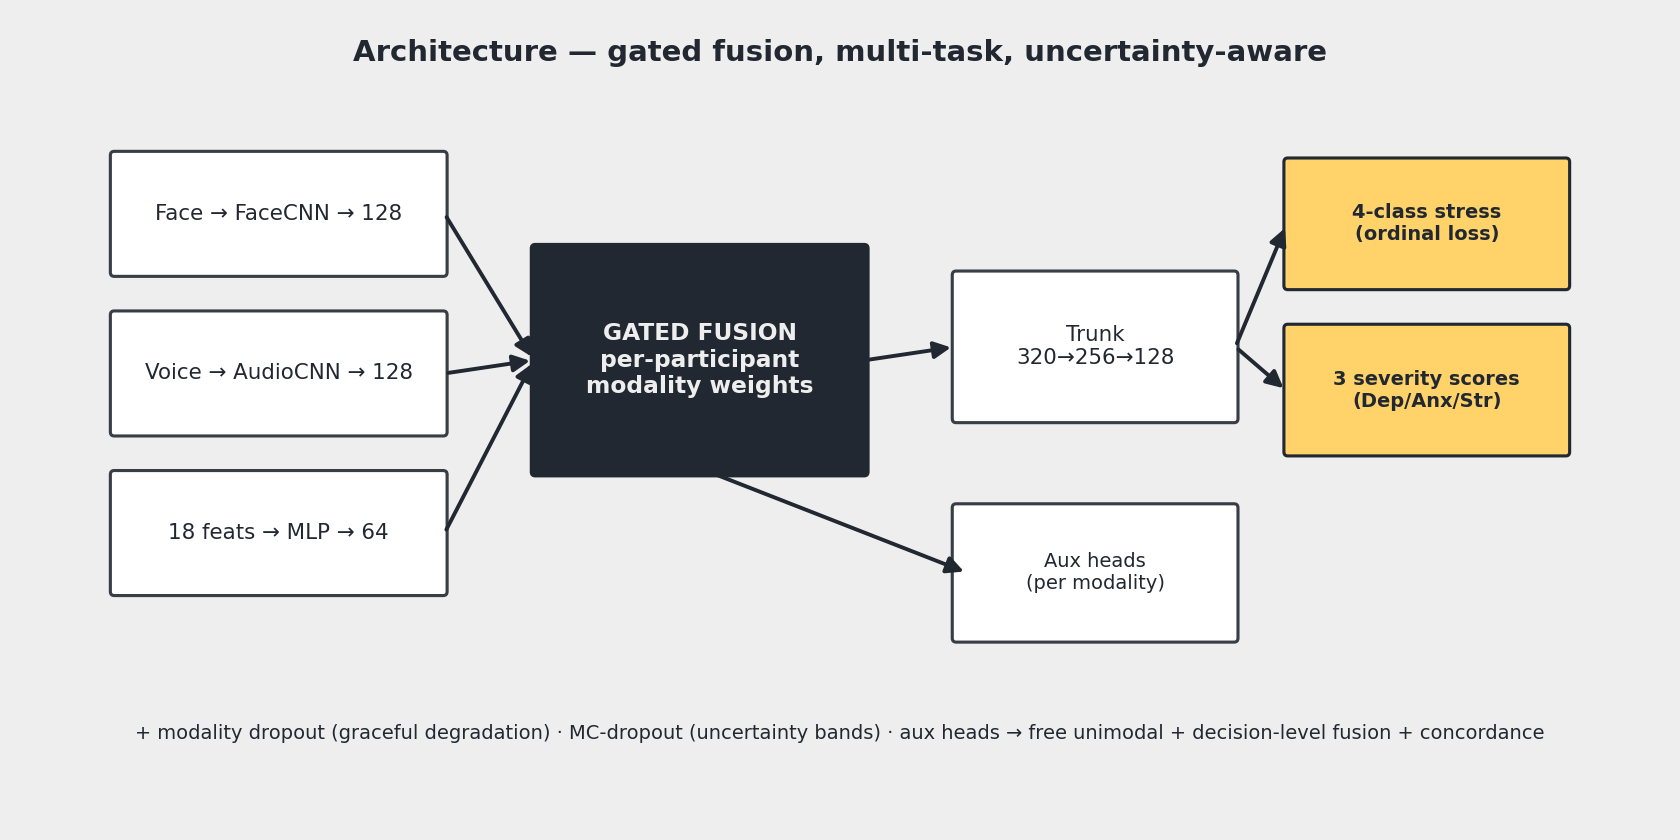 Architecture — gated fusion, multi-task, uncertainty-aware
Face → FaceCNN → 128
Voice → AudioCNN → 128
18 feats → MLP → 64
GATED FUSION
per-participant
modality weights
Trunk
320→256→128
Aux heads
(per modality)
4-class stress
(ordinal loss)
3 severity scores
(Dep/Anx/Str)
+ modality dropout (graceful degradation) · MC-dropout (uncertainty bands) · aux heads → free unimodal + decision-level fusion + concordance